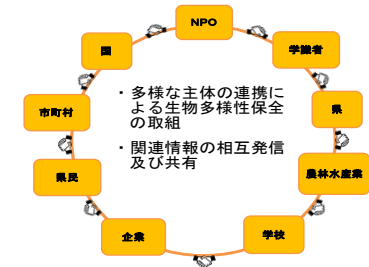 NPO
国
学識者
市町村
・多様な主体の連携に
よる生物多様性保全
の取組
県
・関連情報の相互発信
及び共有
県民
農林水産業
企業
学校